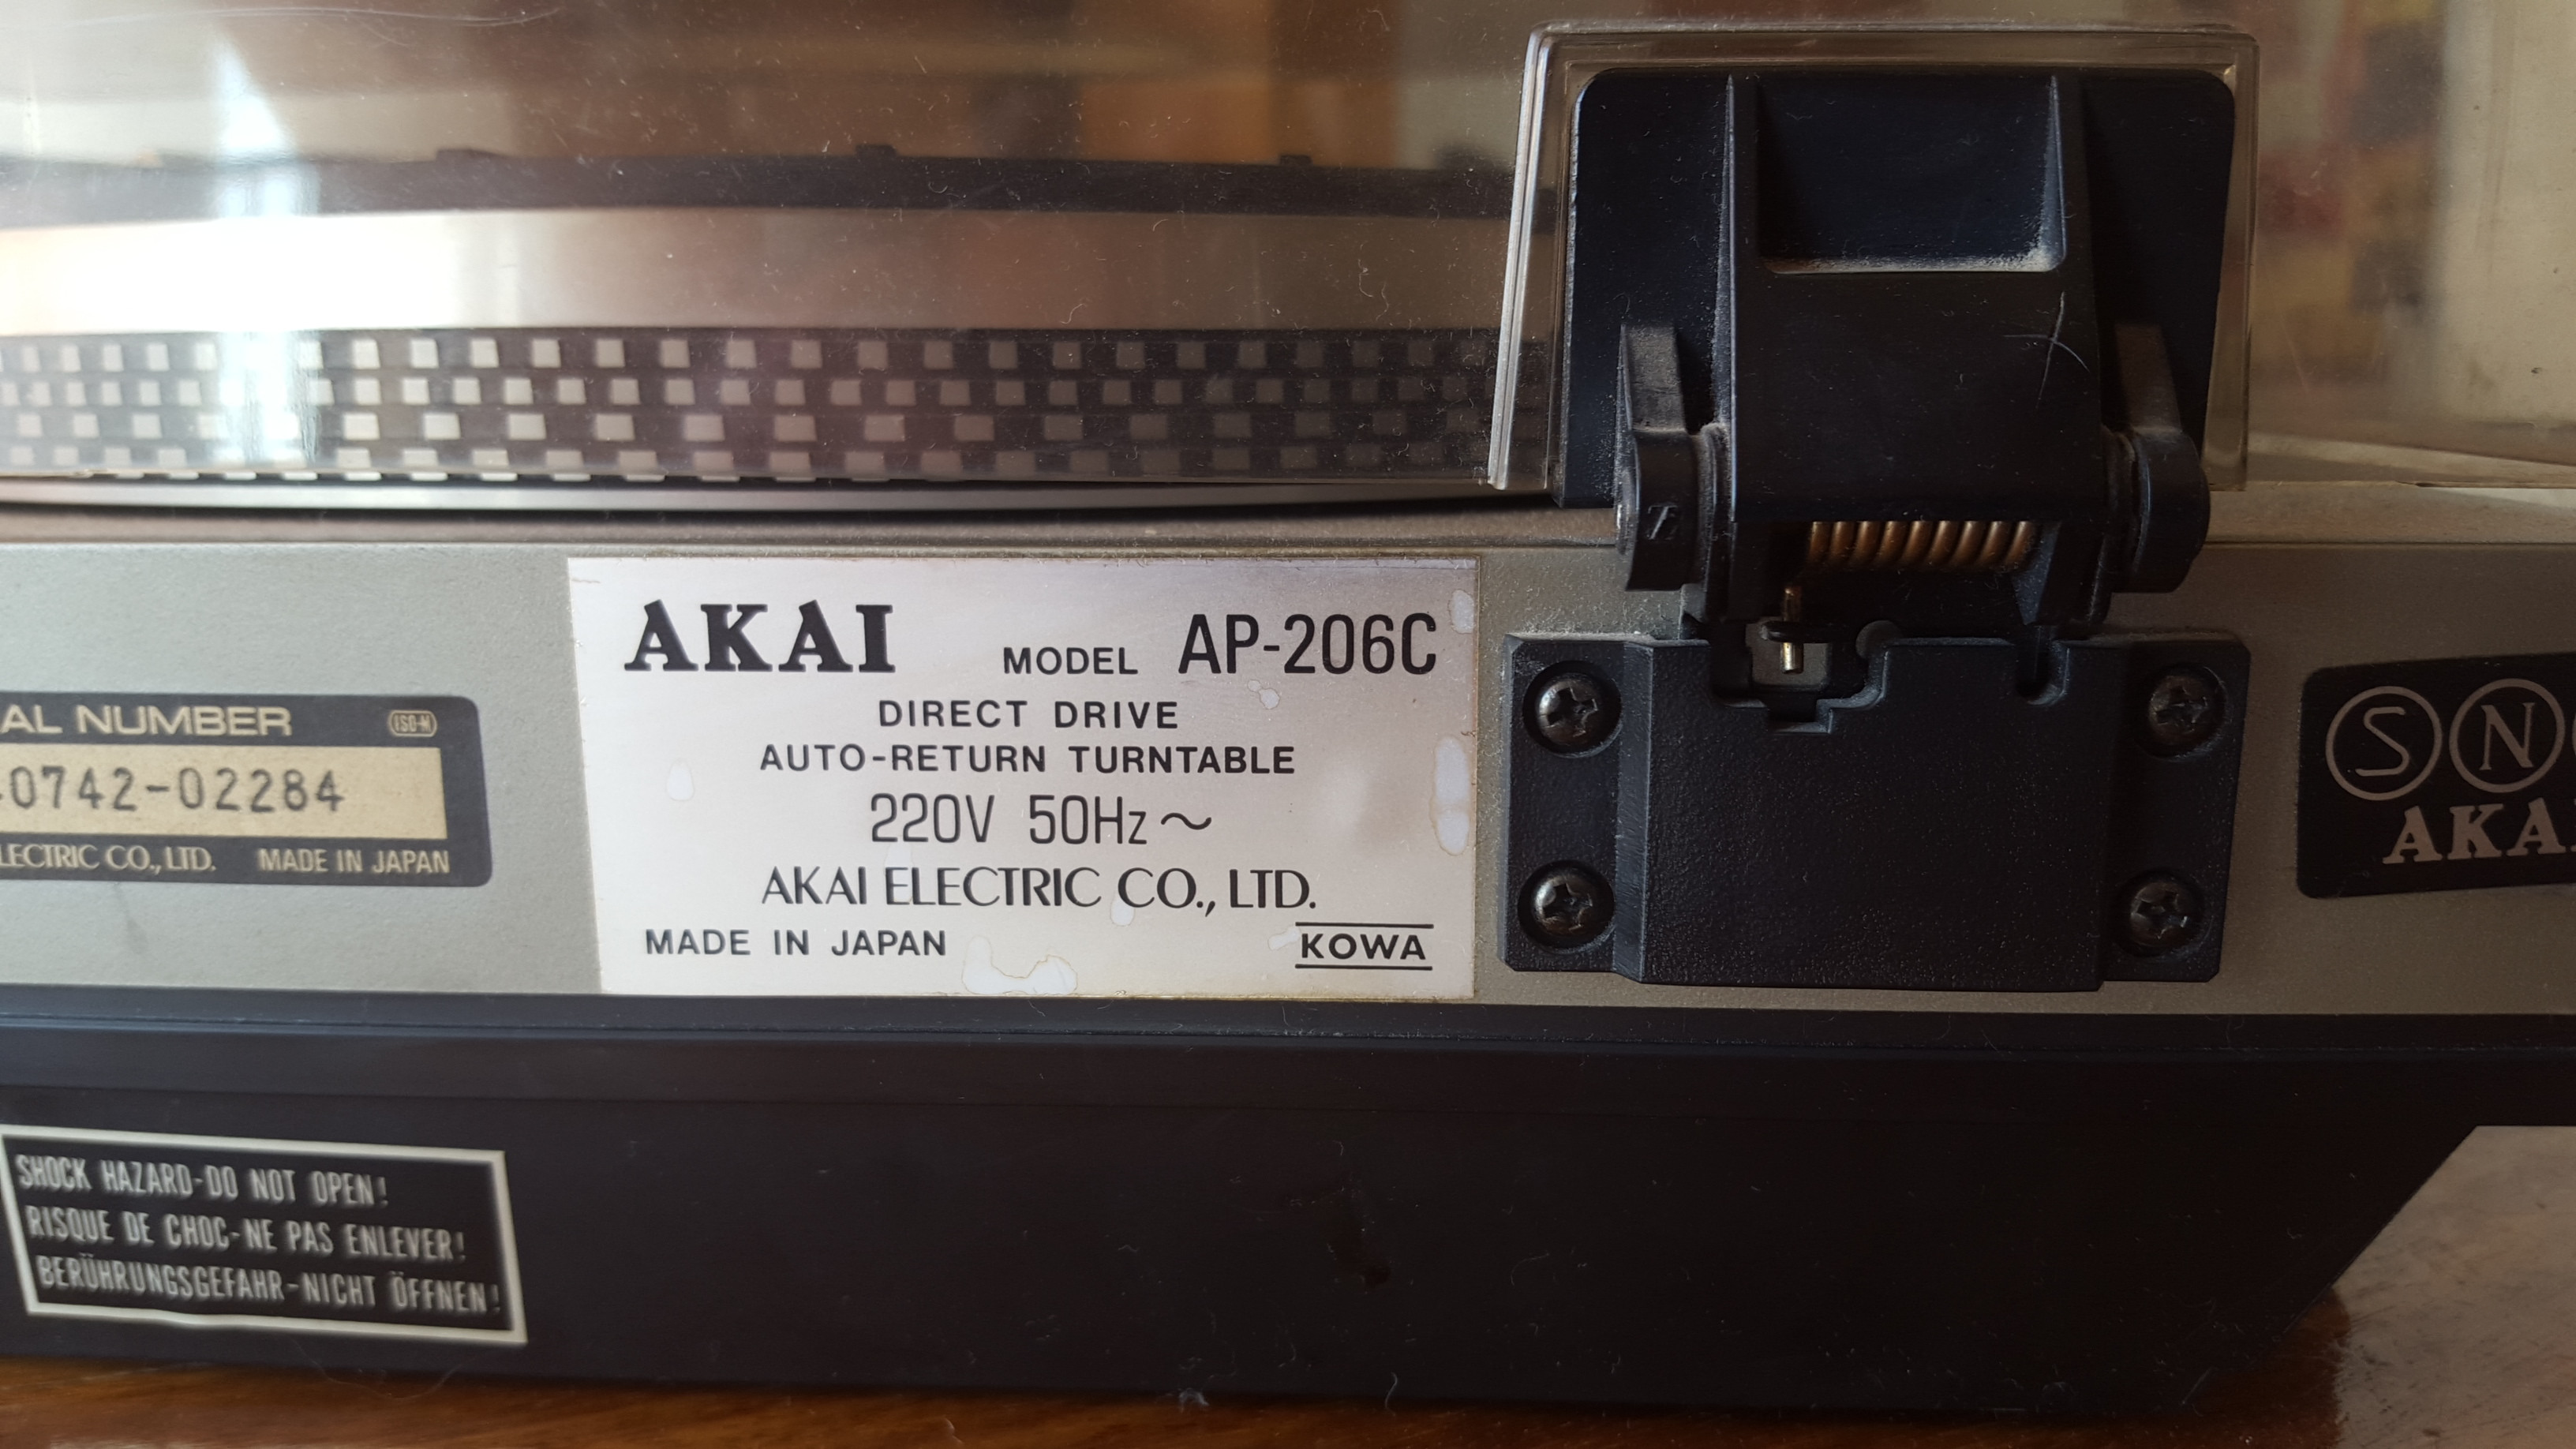 AL NUMBER ISO-M
0742-02284
LECTRIC CO., LTD. MADE IN JAPAN
AKAI MODEL AP-206C
DIRECT DRIVE
AUTO-RETURN TURNTABLE
220V 50Hz ~
AKAI ELECTRIC CO., LTD.
MADE IN JAPAN KOWA
S N
AKA
SHOCK HAZARD-DO NOT OPEN!
RISQUE DE CHOC-NE PAS ENLEVER!
BERÜHRUNGSGEFAHR-NICHT ÖFFNEN!